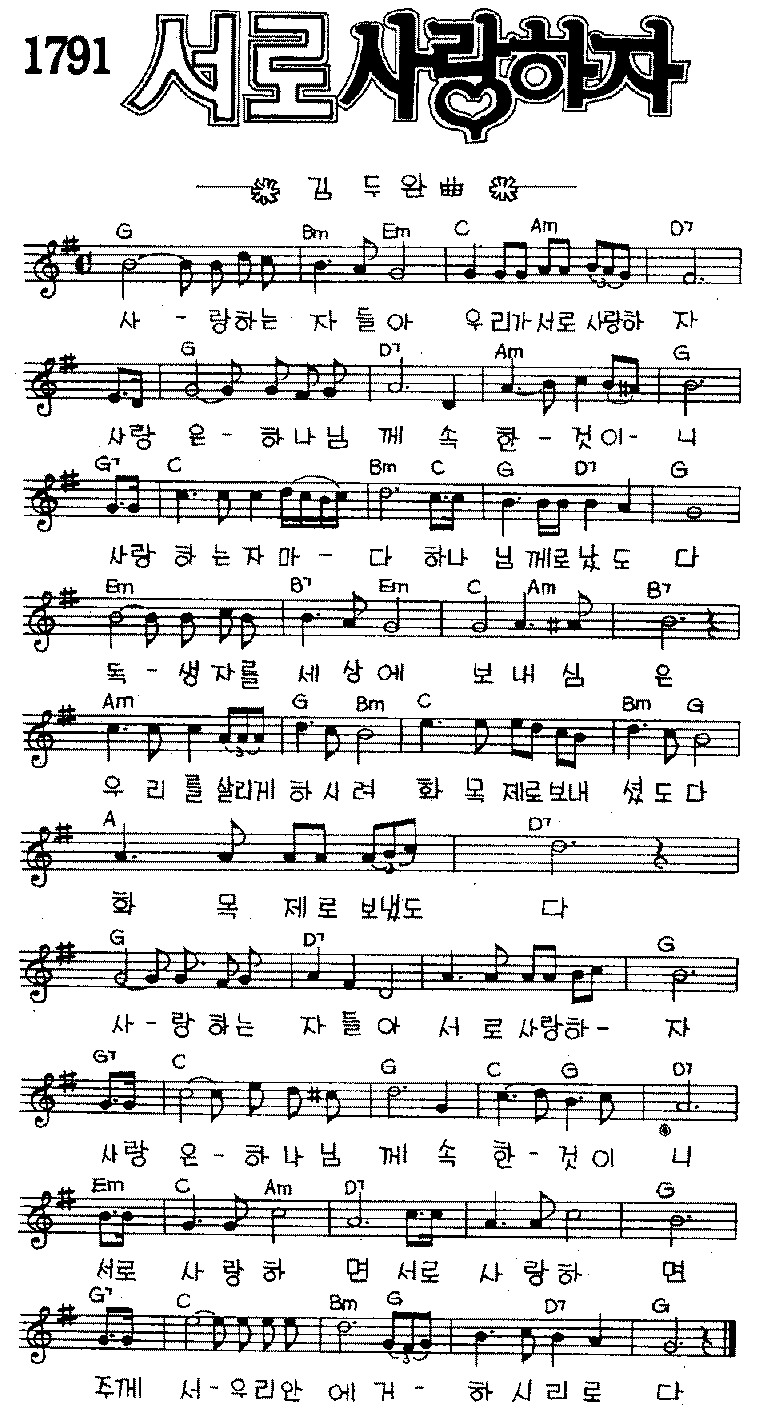 1791
서로사랑하자
김 두 완 曲
G Bm Em C Am D7
사 - 랑하는 자 들 아 우리가서로 사랑하 자
G D7 Am G
사랑 은 - 하나님 께 속 한 - 것이 - 니
G7 C Bm C G D7 G
사랑 하는자마 - 다 하나 님께로났도 다
Em B7 Em C Am B7
독 - 생자를 세 상에 보 내 심 은
Am G Bm C Bm G
우 리 를 살리게 하 시 려 화 목 제로보내 셨도다
A D7
화 목 제 로 보냈도 다
G D7 G
사 - 랑 하는 자 들 아 서 로 사랑하 - 자
G7 C G C G D7
사랑 은 - 하 나 님 께 속 한 - 것 이 니
Em C Am D7 G
서로 사 랑 하 면 서로 사 랑하 면
G7 C Bm G D7 G
주께 서 - 우리안 에 거 - 하 시 리 로 다